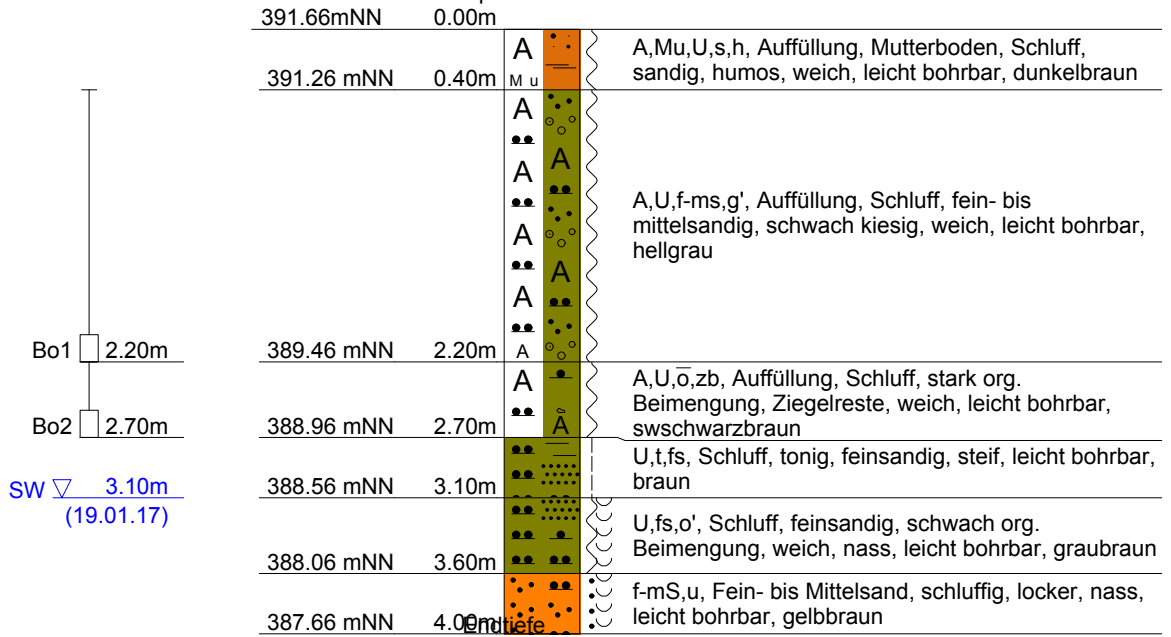 391.66mNN 0.00m
A
Mu
A,Mu,U,s,h, Auffüllung, Mutterboden, Schluff,
sandig, humos, weich, leicht bohrbar, dunkelbraun
391.26 mNN 0.40m
A
A
A
A
A
A
A
A,U,f-ms,g', Auffüllung, Schluff, fein- bis
mittelsandig, schwach kiesig, weich, leicht bohrbar,
hellgrau
Bo1 2.20m
389.46 mNN 2.20m
A
A
A,U,o̅,zb, Auffüllung, Schluff, stark org.
Beimengung, Ziegelreste, weich, leicht bohrbar,
swschwarzbraun
Bo2 2.70m
388.96 mNN 2.70m
U,t,fs, Schluff, tonig, feinsandig, steif, leicht bohrbar,
braun
SW 3.10m
(19.01.17)
388.56 mNN 3.10m
U,fs,o', Schluff, feinsandig, schwach org.
Beimengung, weich, nass, leicht bohrbar, graubraun
388.06 mNN 3.60m
f-mS,u, Fein- bis Mittelsand, schluffig, locker, nass,
leicht bohrbar, gelbbraun
387.66 mNN 4.00m
Endtiefe